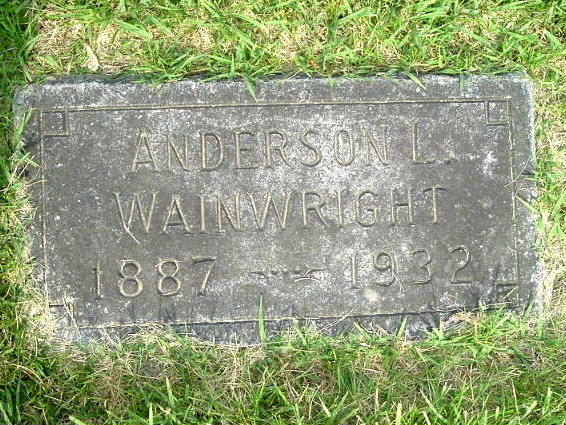 ANDERSON L.
WAINWRIGHT
1887 — 1932